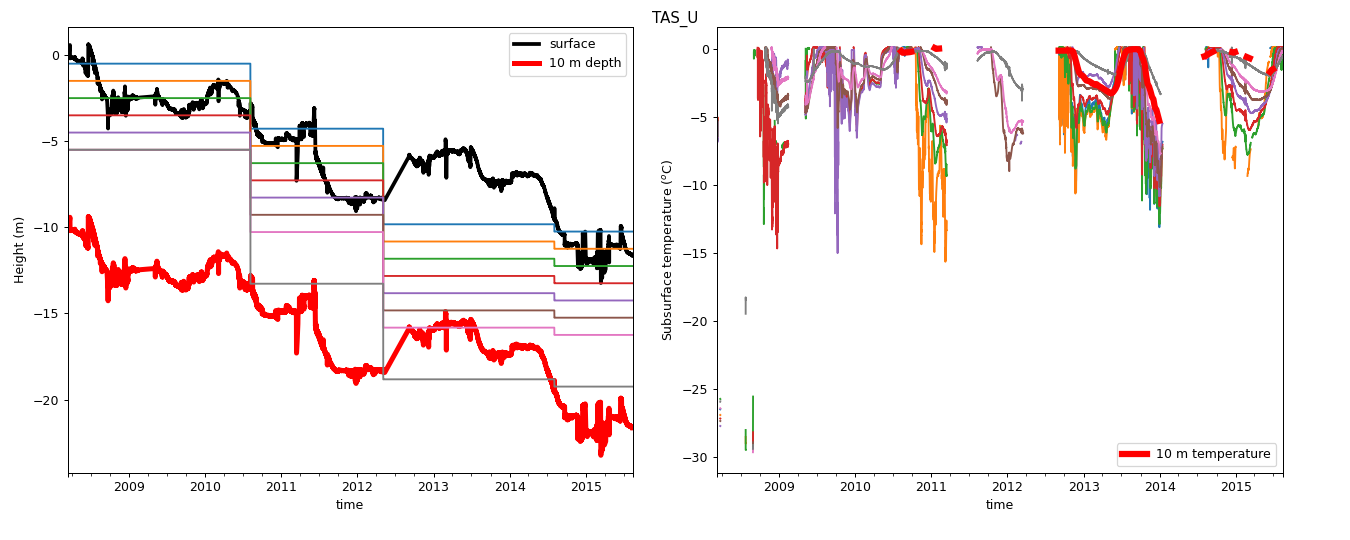 TAS_U
surface
10 m depth
Height (m)
0
−5
−10
−15
−20
2009 2010 2011 2012 2013 2014 2015
time
Subsurface temperature (°C)
0
−5
−10
−15
−20
−25
−30
10 m temperature
2009 2010 2011 2012 2013 2014 2015
time